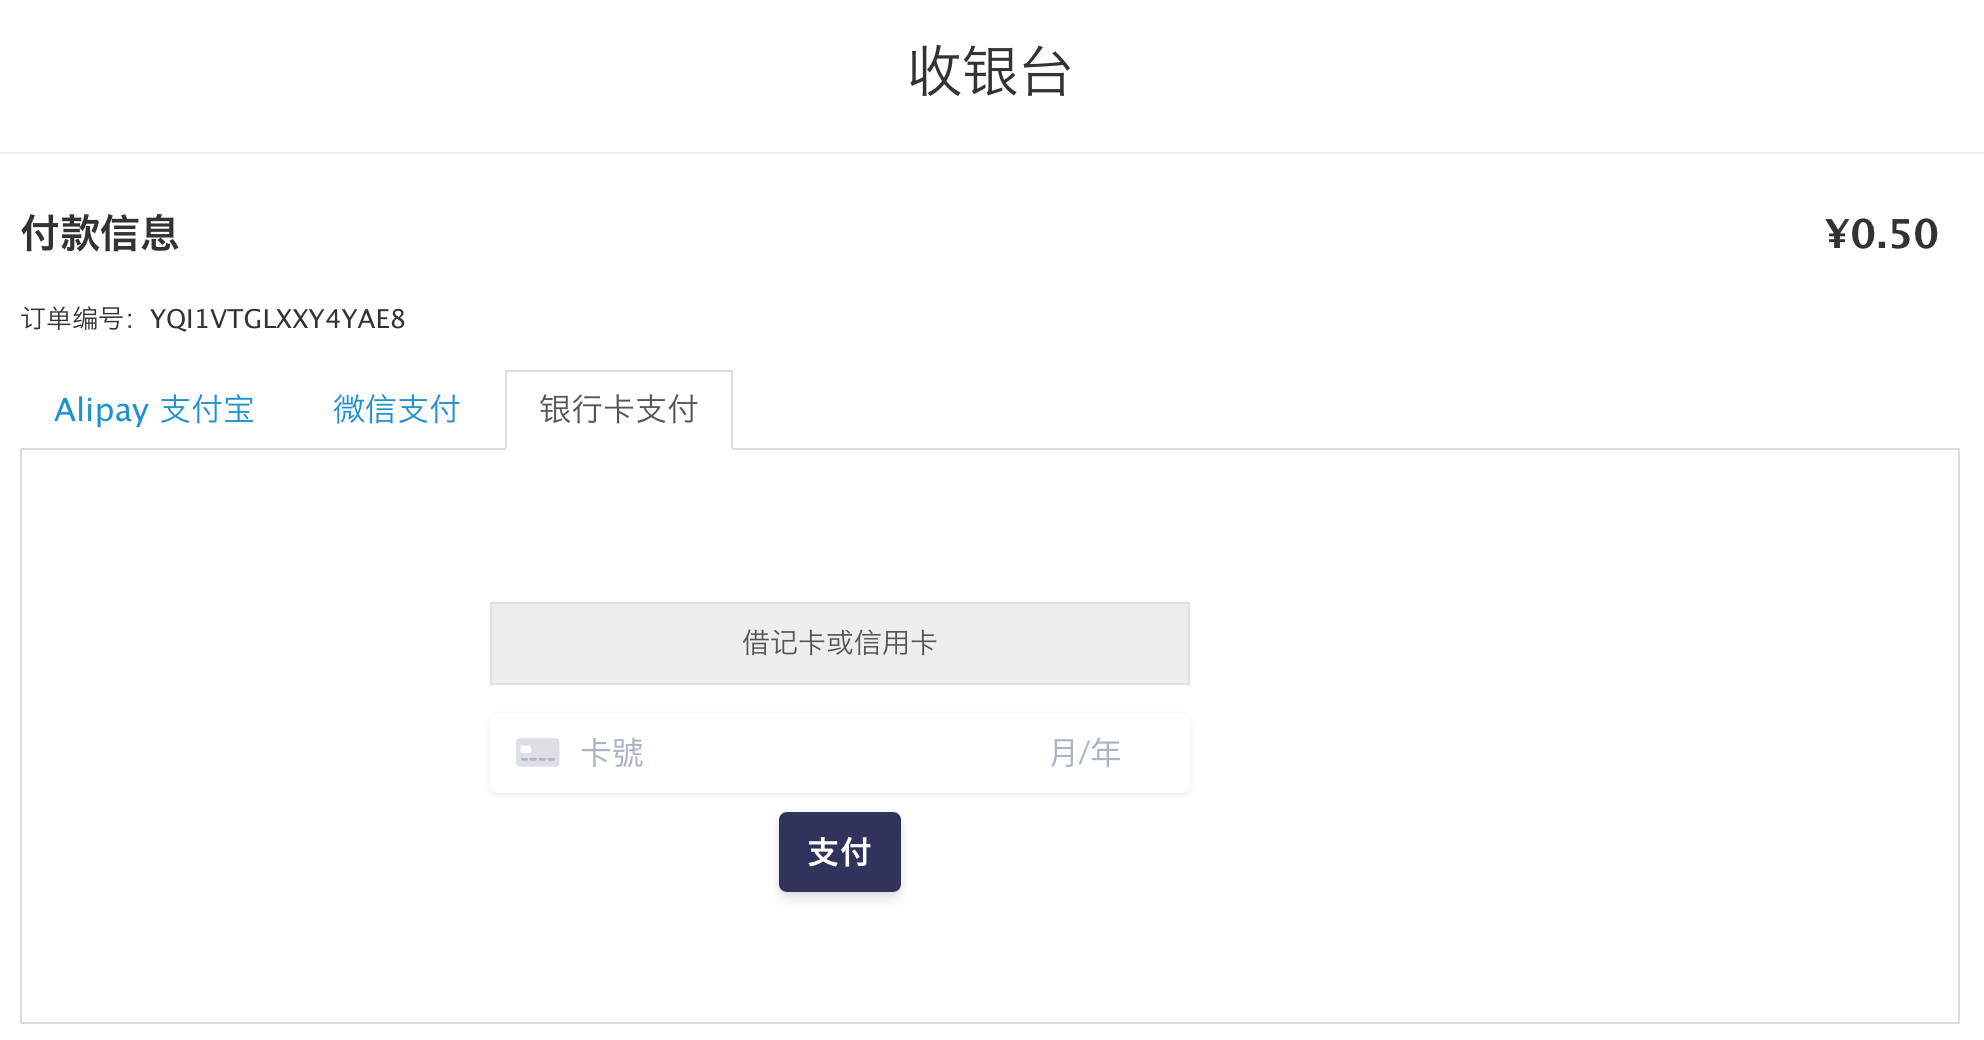 收银台
付款信息 ¥0.50
订单编号：YQI1VTGLXXY4YAE8
Alipay 支付宝 微信支付 银行卡支付
借记卡或信用卡
卡號 月/年
支付